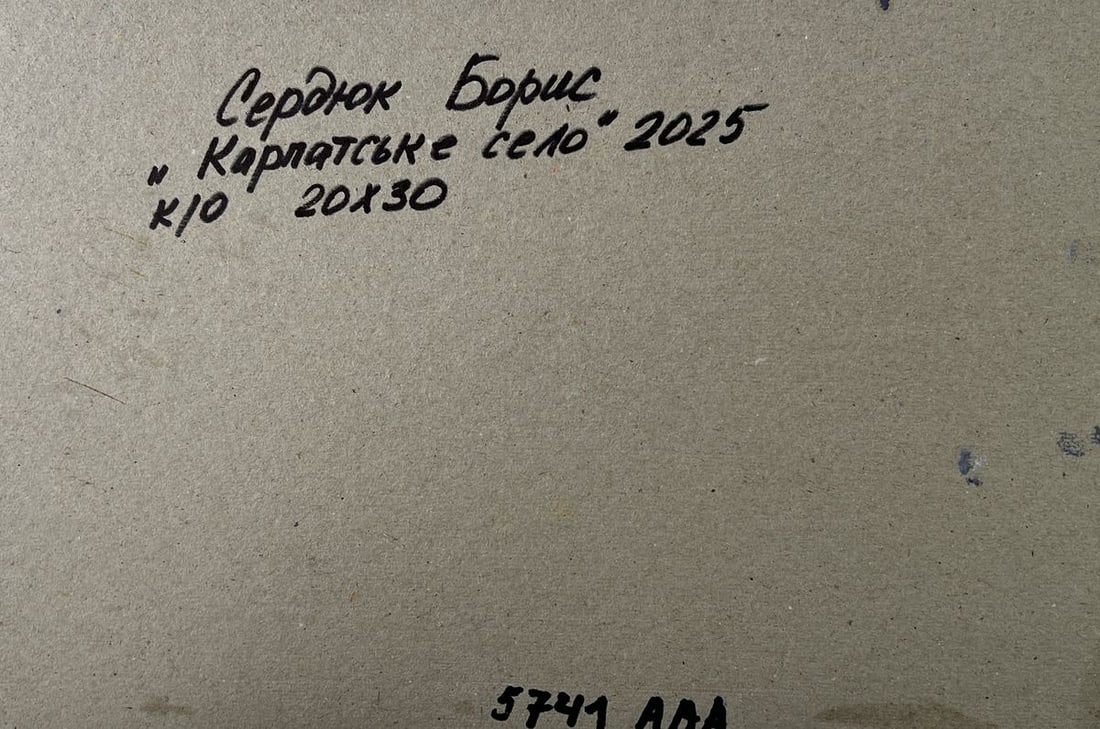 Сердюк Борис
„Карпатське село" 2025
к/о 20х30
5741 ААА